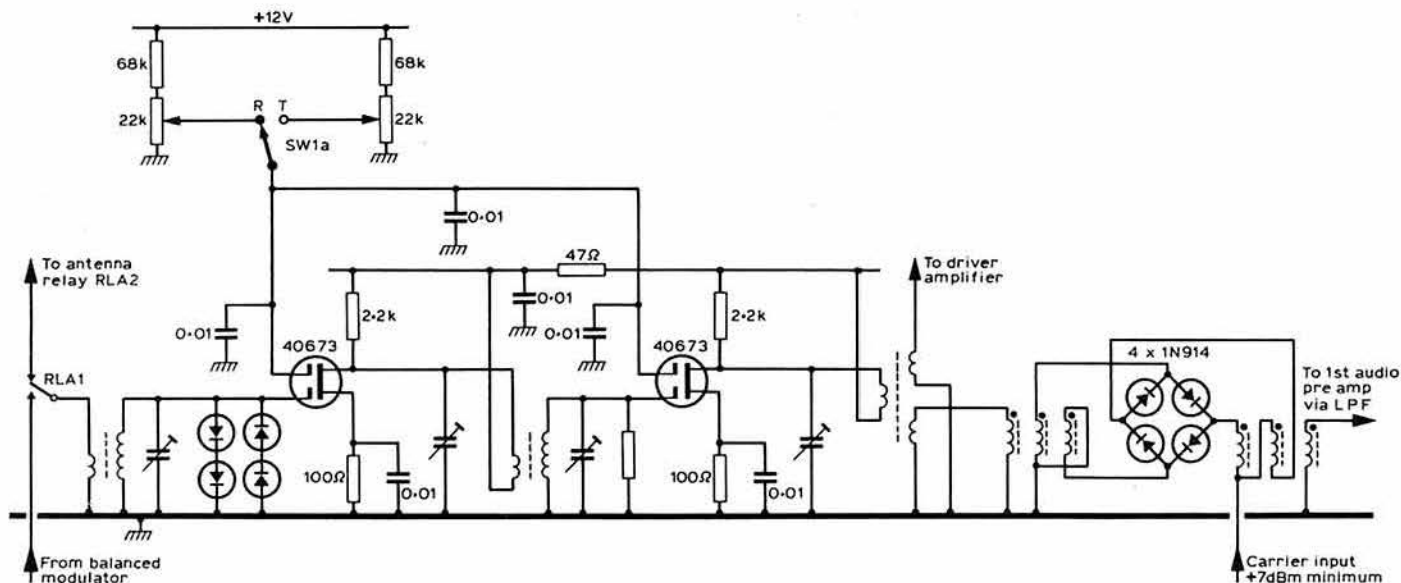 +12V
68k
68k
R T
22k
22k
SW1a
0·01
To antenna
relay RLA2
47Ω
To driver
amplifier
0·01
2·2k
0·01
0·01
2·2k
40673
40673
4 x 1N914
RLA1
To 1st audio
pre amp
via LPF
100Ω
0·01
100Ω
0·01
From balanced
modulator
Carrier input
+7dBm minimum